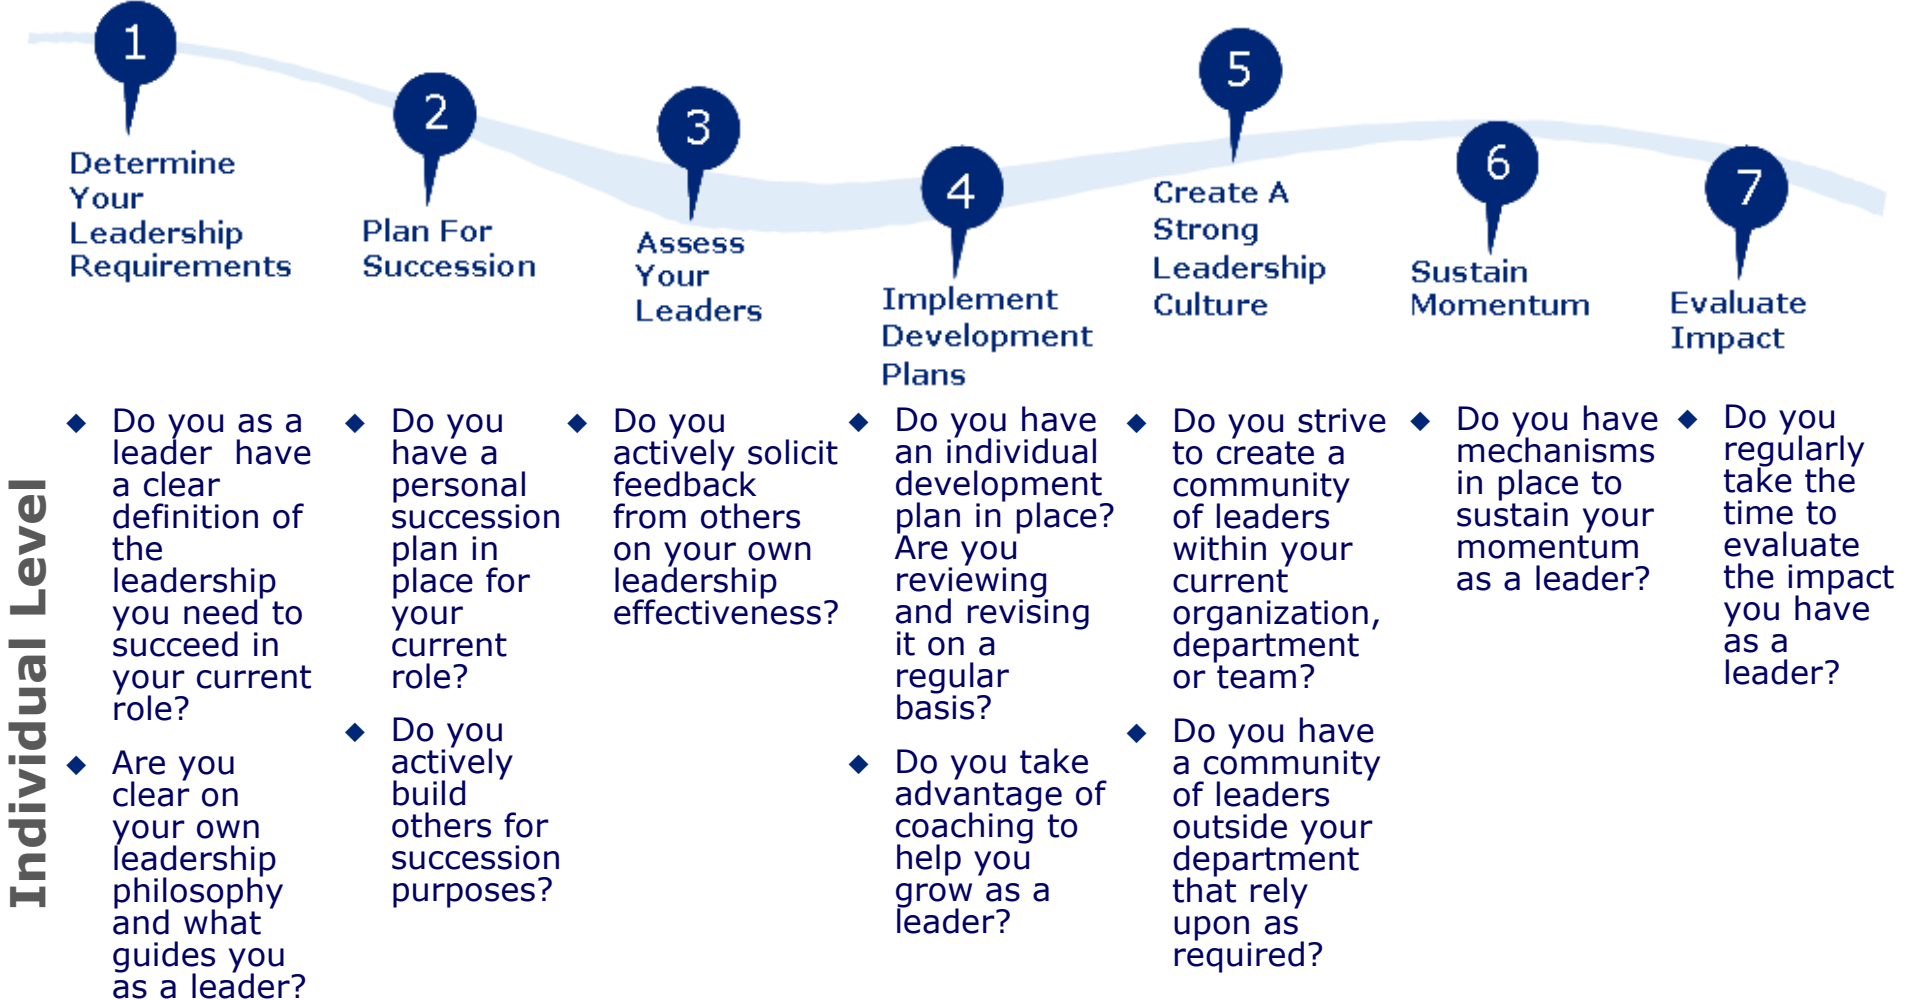 1
Determine
Your
Leadership
Requirements
2
Plan For
Succession
3
Assess
Your
Leaders
4
Implement
Development
Plans
5
Create A
Strong
Leadership
Culture
6
Sustain
Momentum
7
Evaluate
Impact
Individual Level
Do you as a
leader  have
a clear
definition of
the
leadership
you need to
succeed in
your current
role?
Are you
clear on
your own
leadership
philosophy
and what
guides you
as a leader?
Do you
have a
personal
succession
plan in
place for
your
current
role?
Do you
actively
build
others for
succession
purposes?
Do you
actively solicit
feedback
from others
on your own
leadership
effectiveness?
Do you have
an individual
development
plan in place?
Are you
reviewing
and revising
it on a
regular
basis?
Do you take
advantage of
coaching to
help you
grow as a
leader?
Do you strive
to create a
community
of leaders
within your
current
organization,
department
or team?
Do you have
a community
of leaders
outside your
department
that rely
upon as
required?
Do you have
mechanisms
in place to
sustain your
momentum
as a leader?
Do you
regularly
take the
time to
evaluate
the impact
you have
as a
leader?